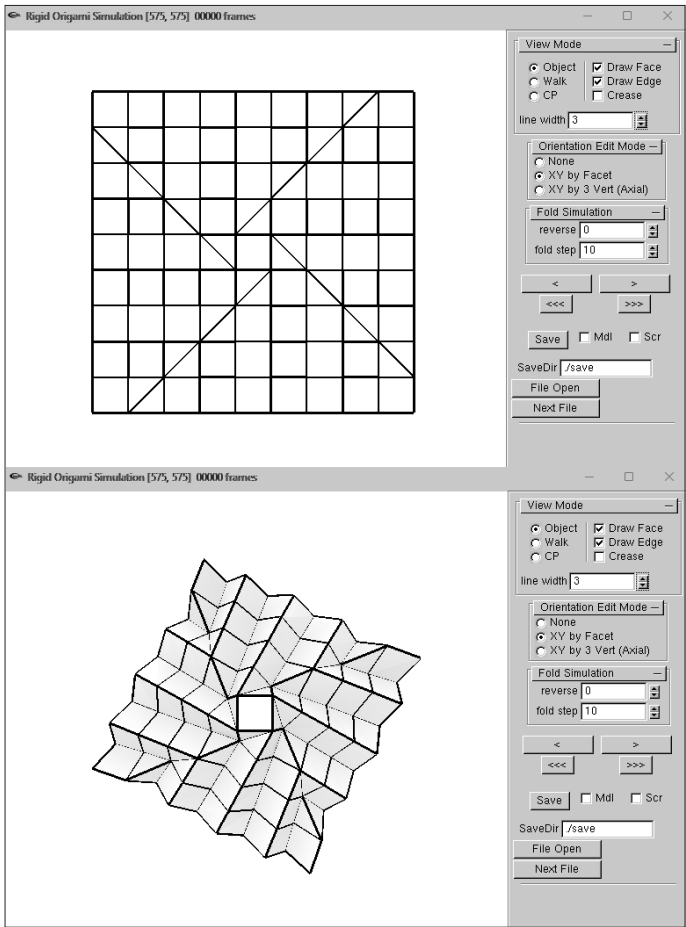 Rigid Origami Simulation [575, 575] 00000 frames
View Mode
Object Draw Face
Walk Draw Edge
CP Crease
line width 3
Orientation Edit Mode
None
XY by Facet
XY by 3 Vert (Axial)
Fold Simulation
reverse 0
fold step 10
< >
<<< >>>
Save Mdl Scr
SaveDir ./save
File Open
Next File
Rigid Origami Simulation [575, 575] 00000 frames
View Mode
Object Draw Face
Walk Draw Edge
CP Crease
line width 3
Orientation Edit Mode
None
XY by Facet
XY by 3 Vert (Axial)
Fold Simulation
reverse 0
fold step 10
< >
<<< >>>
Save Mdl Scr
SaveDir ./save
File Open
Next File